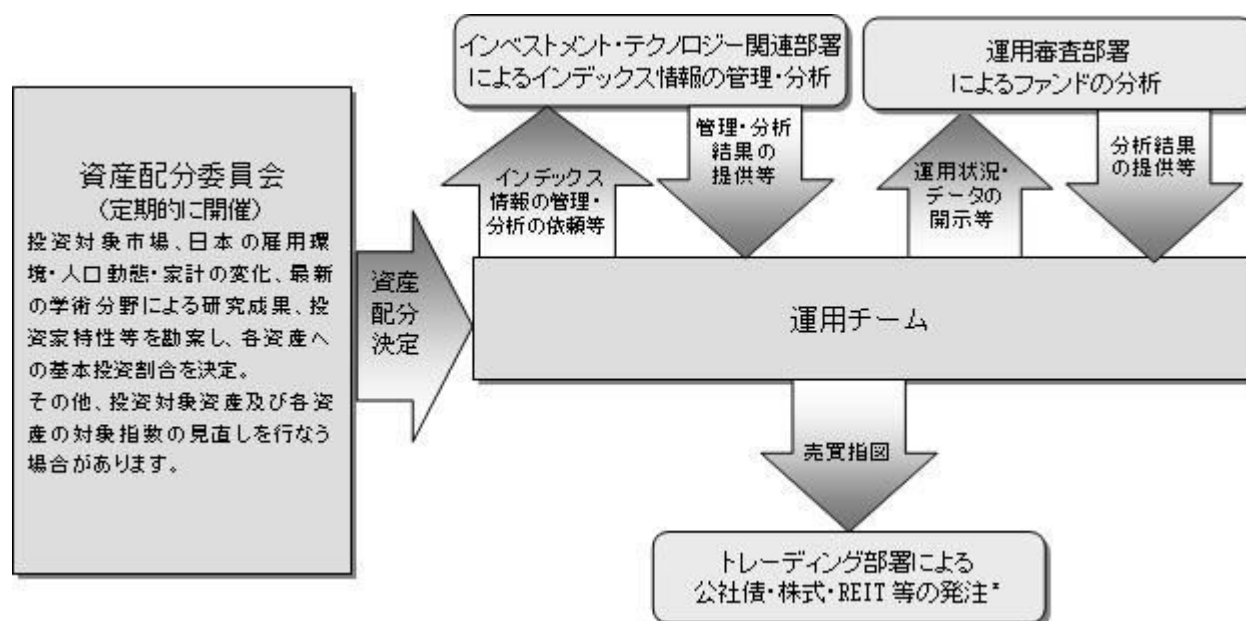 インベストメント・テクノロジー関連部署
によるインデックス情報の管理・分析
運用審査部署
によるファンドの分析
資産配分委員会
（定期的に開催）
投資対象市場、日本の雇用環
境・人口動態・家計の変化、最新
の学術分野による研究成果、投
資家特性等を勘案し、各資産へ
の基本投資割合を決定。
その他、投資対象資産及び各資
産の対象指数の見直しを行なう
場合があります。
インデックス
情報の管理・
分析の依頼等
管理・分析
結果の
提供等
運用状況・
データの
開示等
分析結果
の提供等
資産
配分
決定
運用チーム
売買指図
トレーディング部署による
公社債・株式・REIT等の発注*